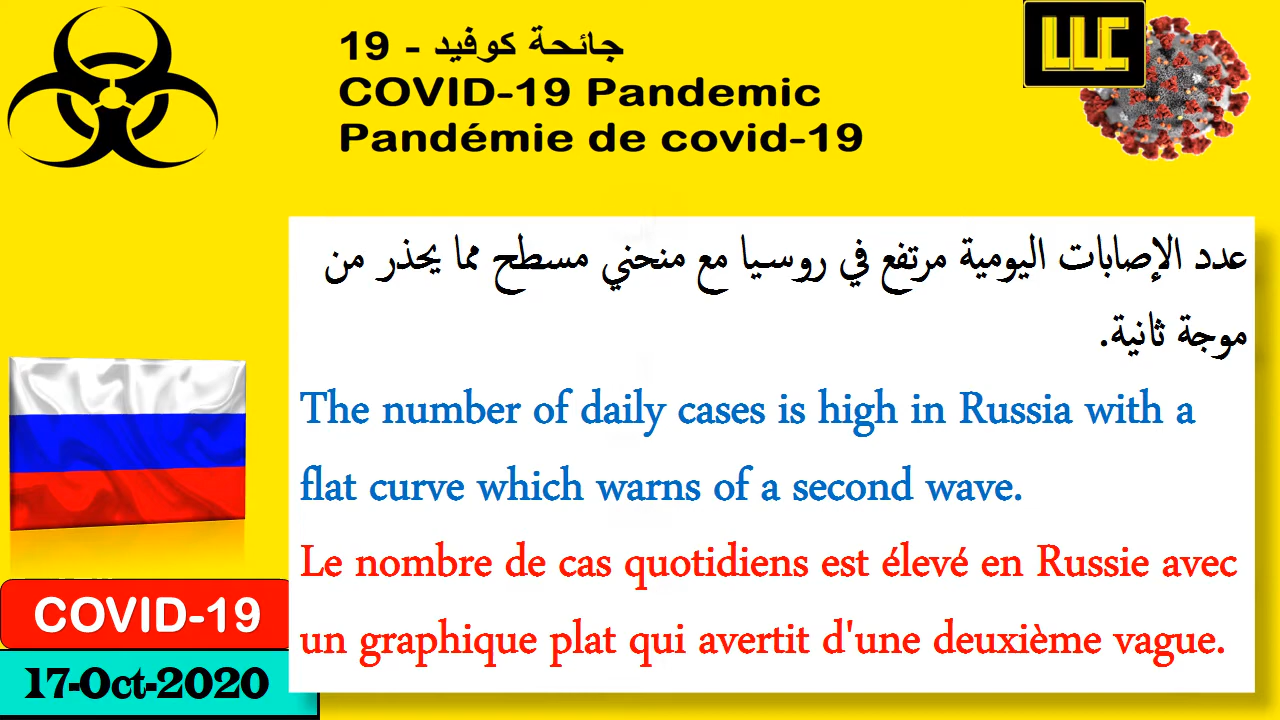 جائحة كوفيد - 19
COVID-19 Pandemic
Pandémie de covid-19
LLC
عدد الإصابات اليومية مرتفع في روسيا مع منحني مسطح مما يحذر من
موجة ثانية.
The number of daily cases is high in Russia with a
flat curve which warns of a second wave.
Le nombre de cas quotidiens est élevé en Russie avec
un graphique plat qui avertit d'une deuxième vague.
COVID-19
17-Oct-2020